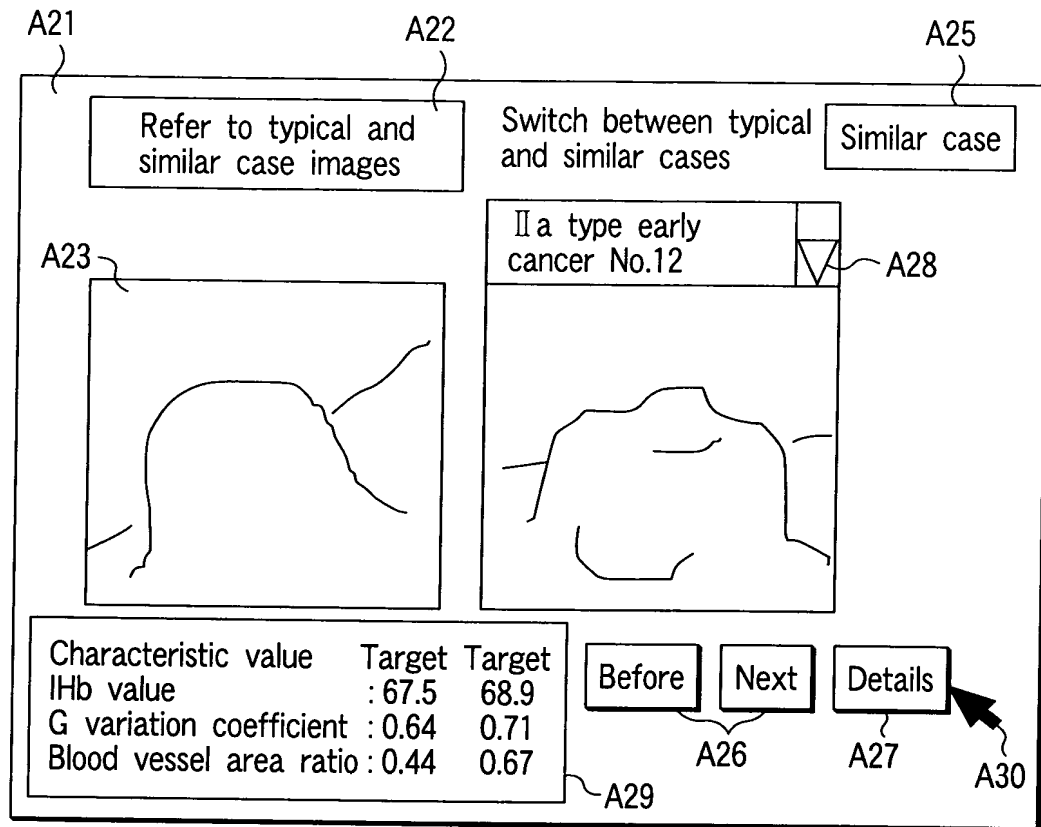 A21
A22
A25
Refer to typical and
similar case images
Switch between typical
and similar cases
Similar case
A23
Ⅱa type early
cancer No.12
A28
Characteristic value Target Target
IHb value : 67.5 68.9
G variation coefficient : 0.64 0.71
Blood vessel area ratio : 0.44 0.67
Before
Next
Details
A26
A27
A30
A29